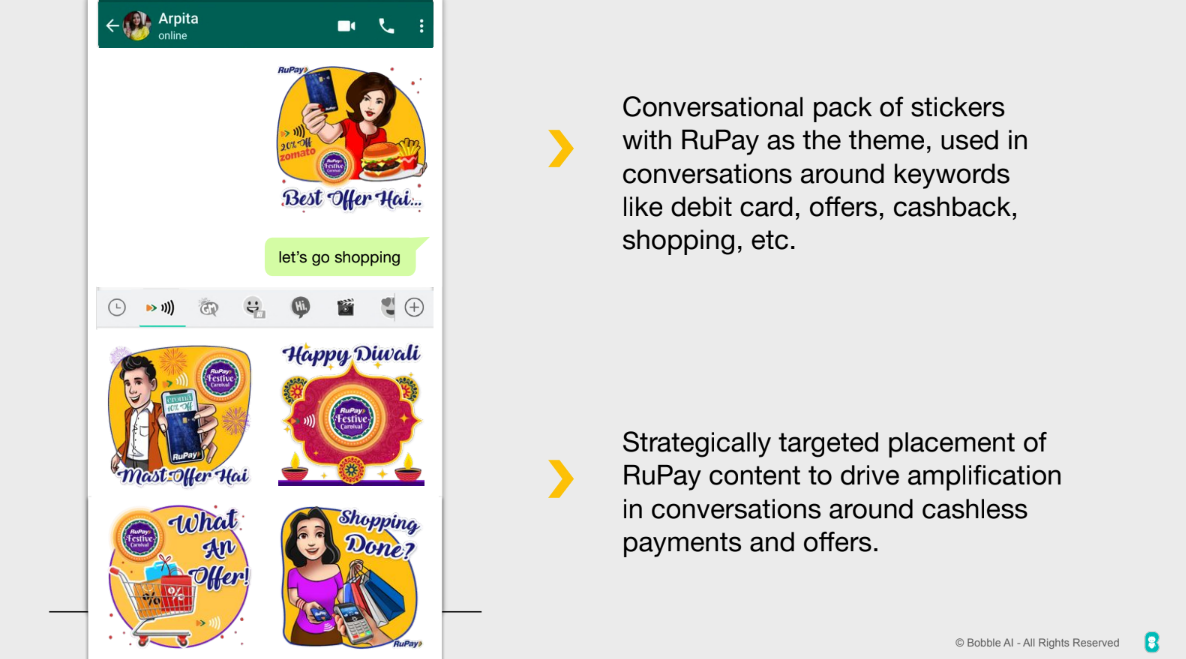 Arpita
online
RuPay
20% Off
zomato
RuPay
Festive
Carnival
Best Offer Hai...
let's go shopping
Hi,
RuPay
Festive
Carnival
10% Off
RuPay
Mast Offer Hai
Happy Diwali
RuPay
Festive
Carnival
What
An
Offer!
RuPay
Festive
Carnival
% %
Shopping
Done?
RuPay
Conversational pack of stickers
with RuPay as the theme, used in
conversations around keywords
like debit card, offers, cashback,
shopping, etc.
Strategically targeted placement of
RuPay content to drive amplification
in conversations around cashless
payments and offers.
© Bobble AI - All Rights Reserved